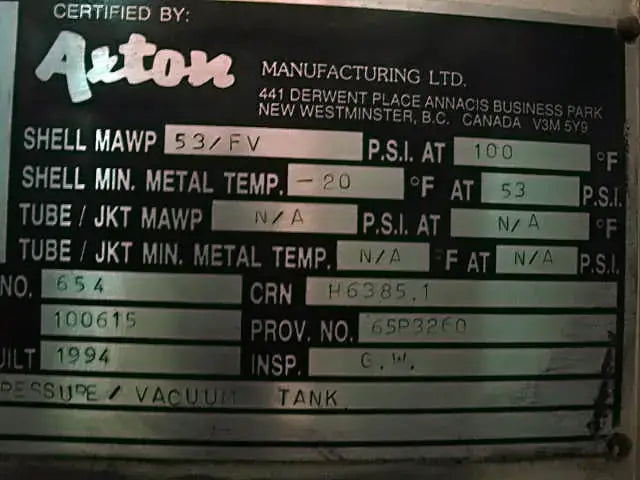 CERTIFIED BY:
Axton MANUFACTURING LTD.
441 DERWENT PLACE ANNACIS BUSINESS PARK
NEW WESTMINSTER, B.C. CANADA V3M 5Y9
SHELL MAWP 53/FV P.S.I. AT 100 °F
SHELL MIN. METAL TEMP. -20 °F AT 53 P.S.I.
TUBE / JKT MAWP N/A P.S.I. AT N/A °F
TUBE / JKT MIN. METAL TEMP. N/A °F AT N/A P.S.I.
NO. 654 CRN H6385.1
100615 PROV. NO. 65P3260
UILT 1994 INSP. G.W.
RESSURE / VACUUM TANK